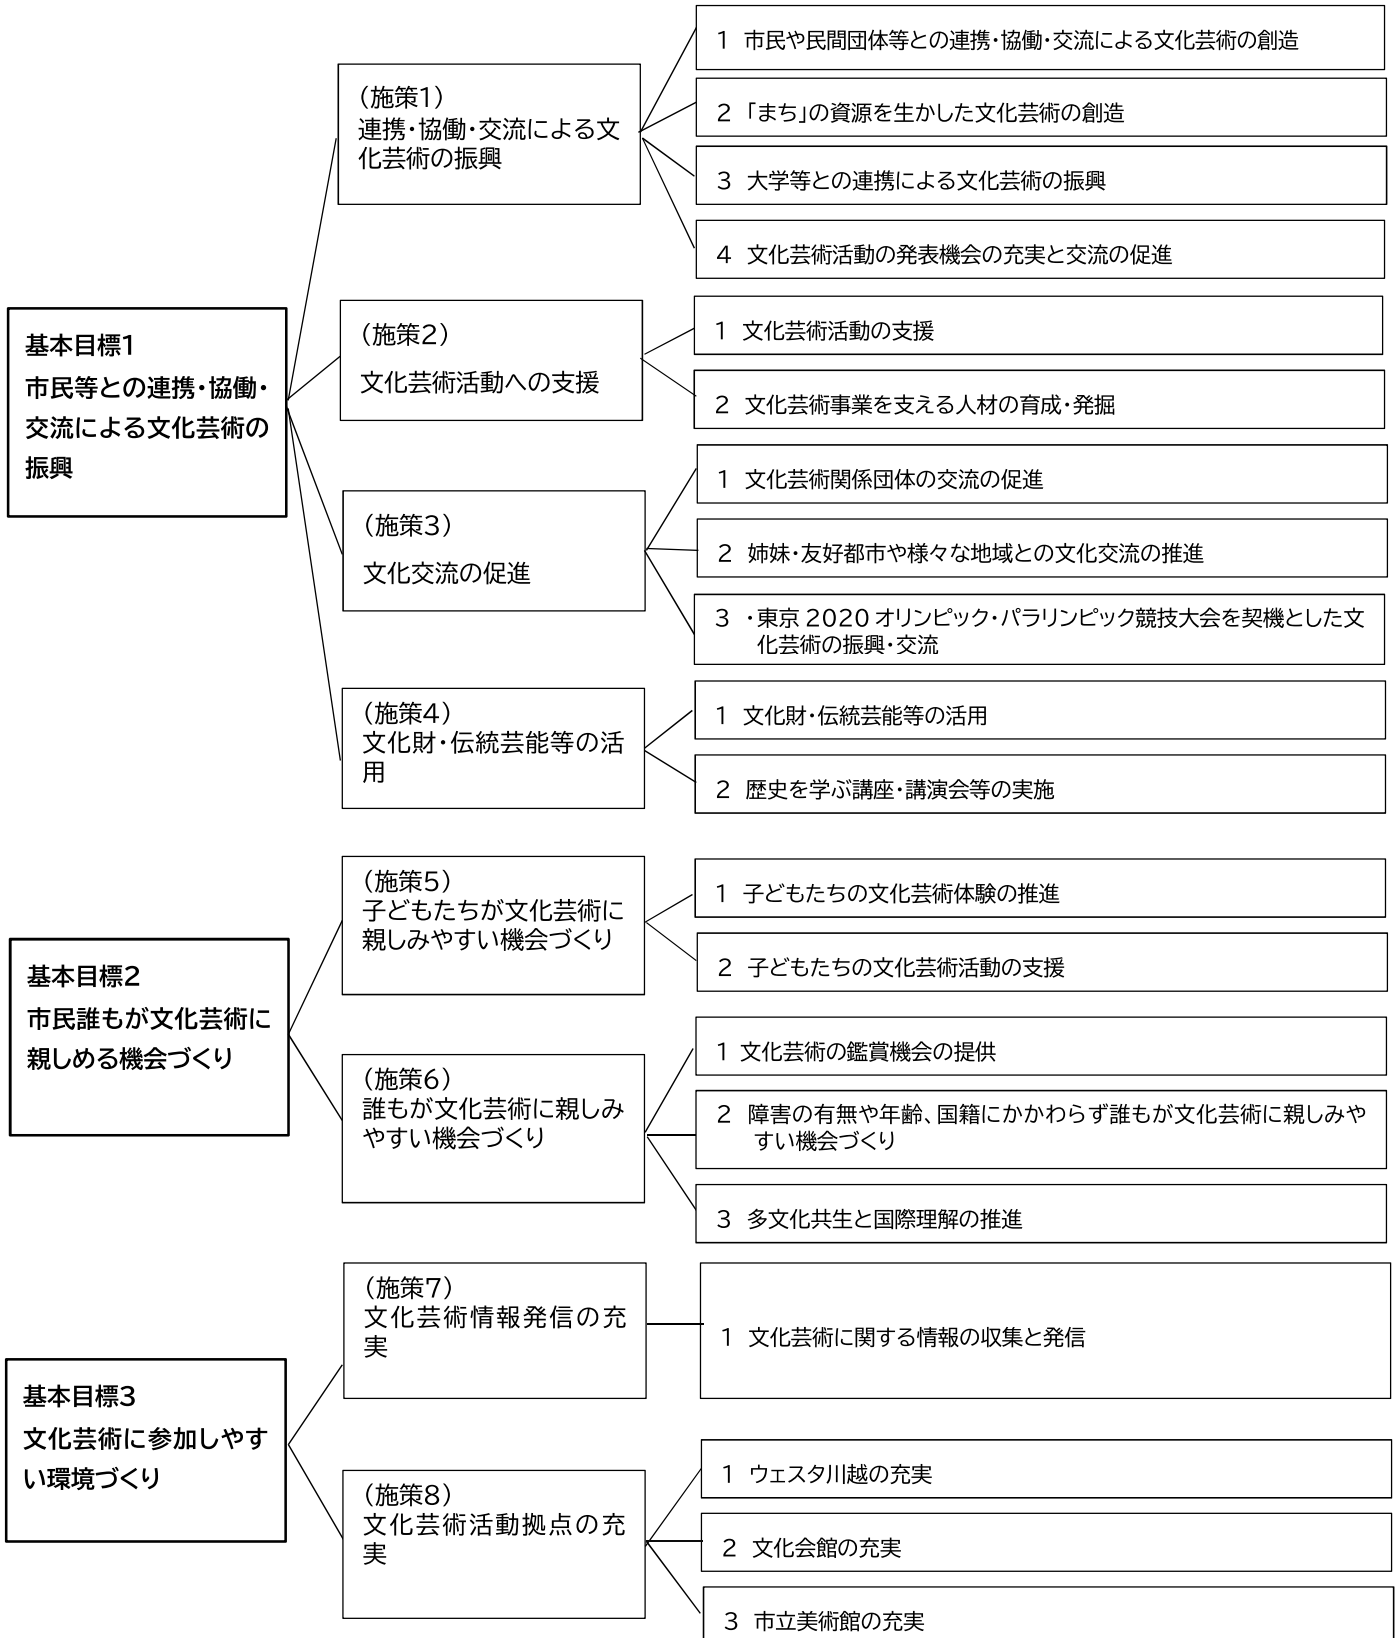 基本目標1
市民等との連携・協働・
交流による文化芸術の
振興
（施策1）
連携・協働・交流による文
化芸術の振興
1 市民や民間団体等との連携・協働・交流による文化芸術の創造
2 「まち」の資源を生かした文化芸術の創造
3 大学等との連携による文化芸術の振興
4 文化芸術活動の発表機会の充実と交流の促進
（施策2）
文化芸術活動への支援
1 文化芸術活動の支援
2 文化芸術事業を支える人材の育成・発掘
（施策3）
文化交流の促進
1 文化芸術関係団体の交流の促進
2 姉妹・友好都市や様々な地域との文化交流の推進
3 ・東京 2020 オリンピック・パラリンピック競技大会を契機とした文
化芸術の振興・交流
（施策4）
文化財・伝統芸能等の活
用
1 文化財・伝統芸能等の活用
2 歴史を学ぶ講座・講演会等の実施
基本目標2
市民誰もが文化芸術に
親しめる機会づくり
（施策5）
子どもたちが文化芸術に
親しみやすい機会づくり
1 子どもたちの文化芸術体験の推進
2 子どもたちの文化芸術活動の支援
（施策6）
誰もが文化芸術に親しみ
やすい機会づくり
1 文化芸術の鑑賞機会の提供
2 障害の有無や年齢、国籍にかかわらず誰もが文化芸術に親しみや
すい機会づくり
3 多文化共生と国際理解の推進
基本目標3
文化芸術に参加しやす
い環境づくり
（施策7）
文化芸術情報発信の充
実
1 文化芸術に関する情報の収集と発信
（施策8）
文化芸術活動拠点の充
実
1 ウェスタ川越の充実
2 文化会館の充実
3 市立美術館の充実